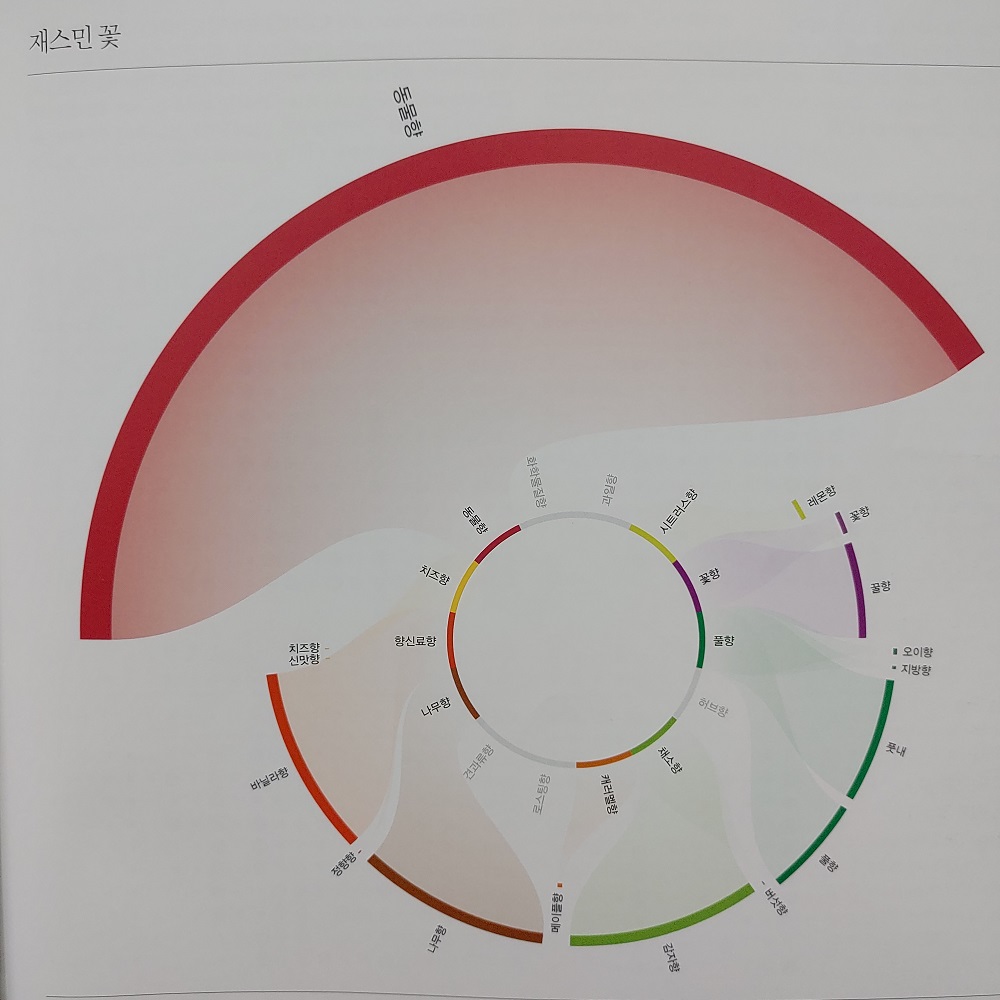 재스민 꽃
동물향
화학물질향
과일향
시트러스향
꽃향
풀향
허브향
채소향
캐러멜향
로스팅향
견과류향
나무향
향신료향
치즈향
동물향
레몬향
꽃향
꿀향
오이향
지방향
풋내
풀향
버섯향
감자향
메이플향
나무향
정향향
바닐라향
신맛향
치즈향